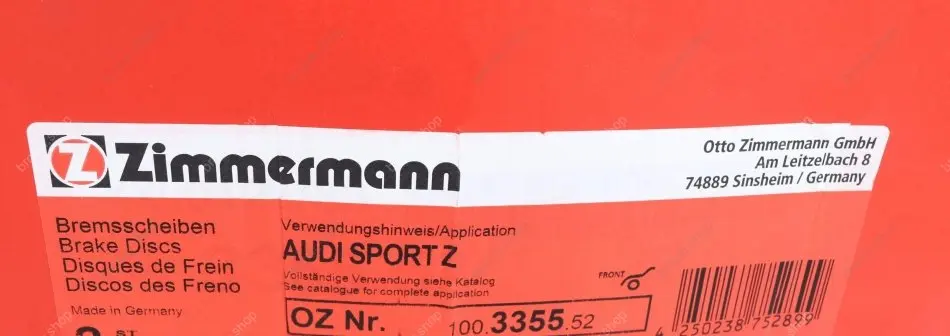 Z Zimmermann
Otto Zimmermann GmbH
Am Leitzelbach 8
74889 Sinsheim / Germany
Bremsscheiben
Brake Discs
Disques de Frein
Discos des Freno
Made in Germany
ST
Verwendungshinweis/Application
AUDI SPORT Z
Vollständige Verwendung siehe Katalog
See catalogue for complete application
FRONT
OZ Nr. 100.3355.52
4 250238 752899